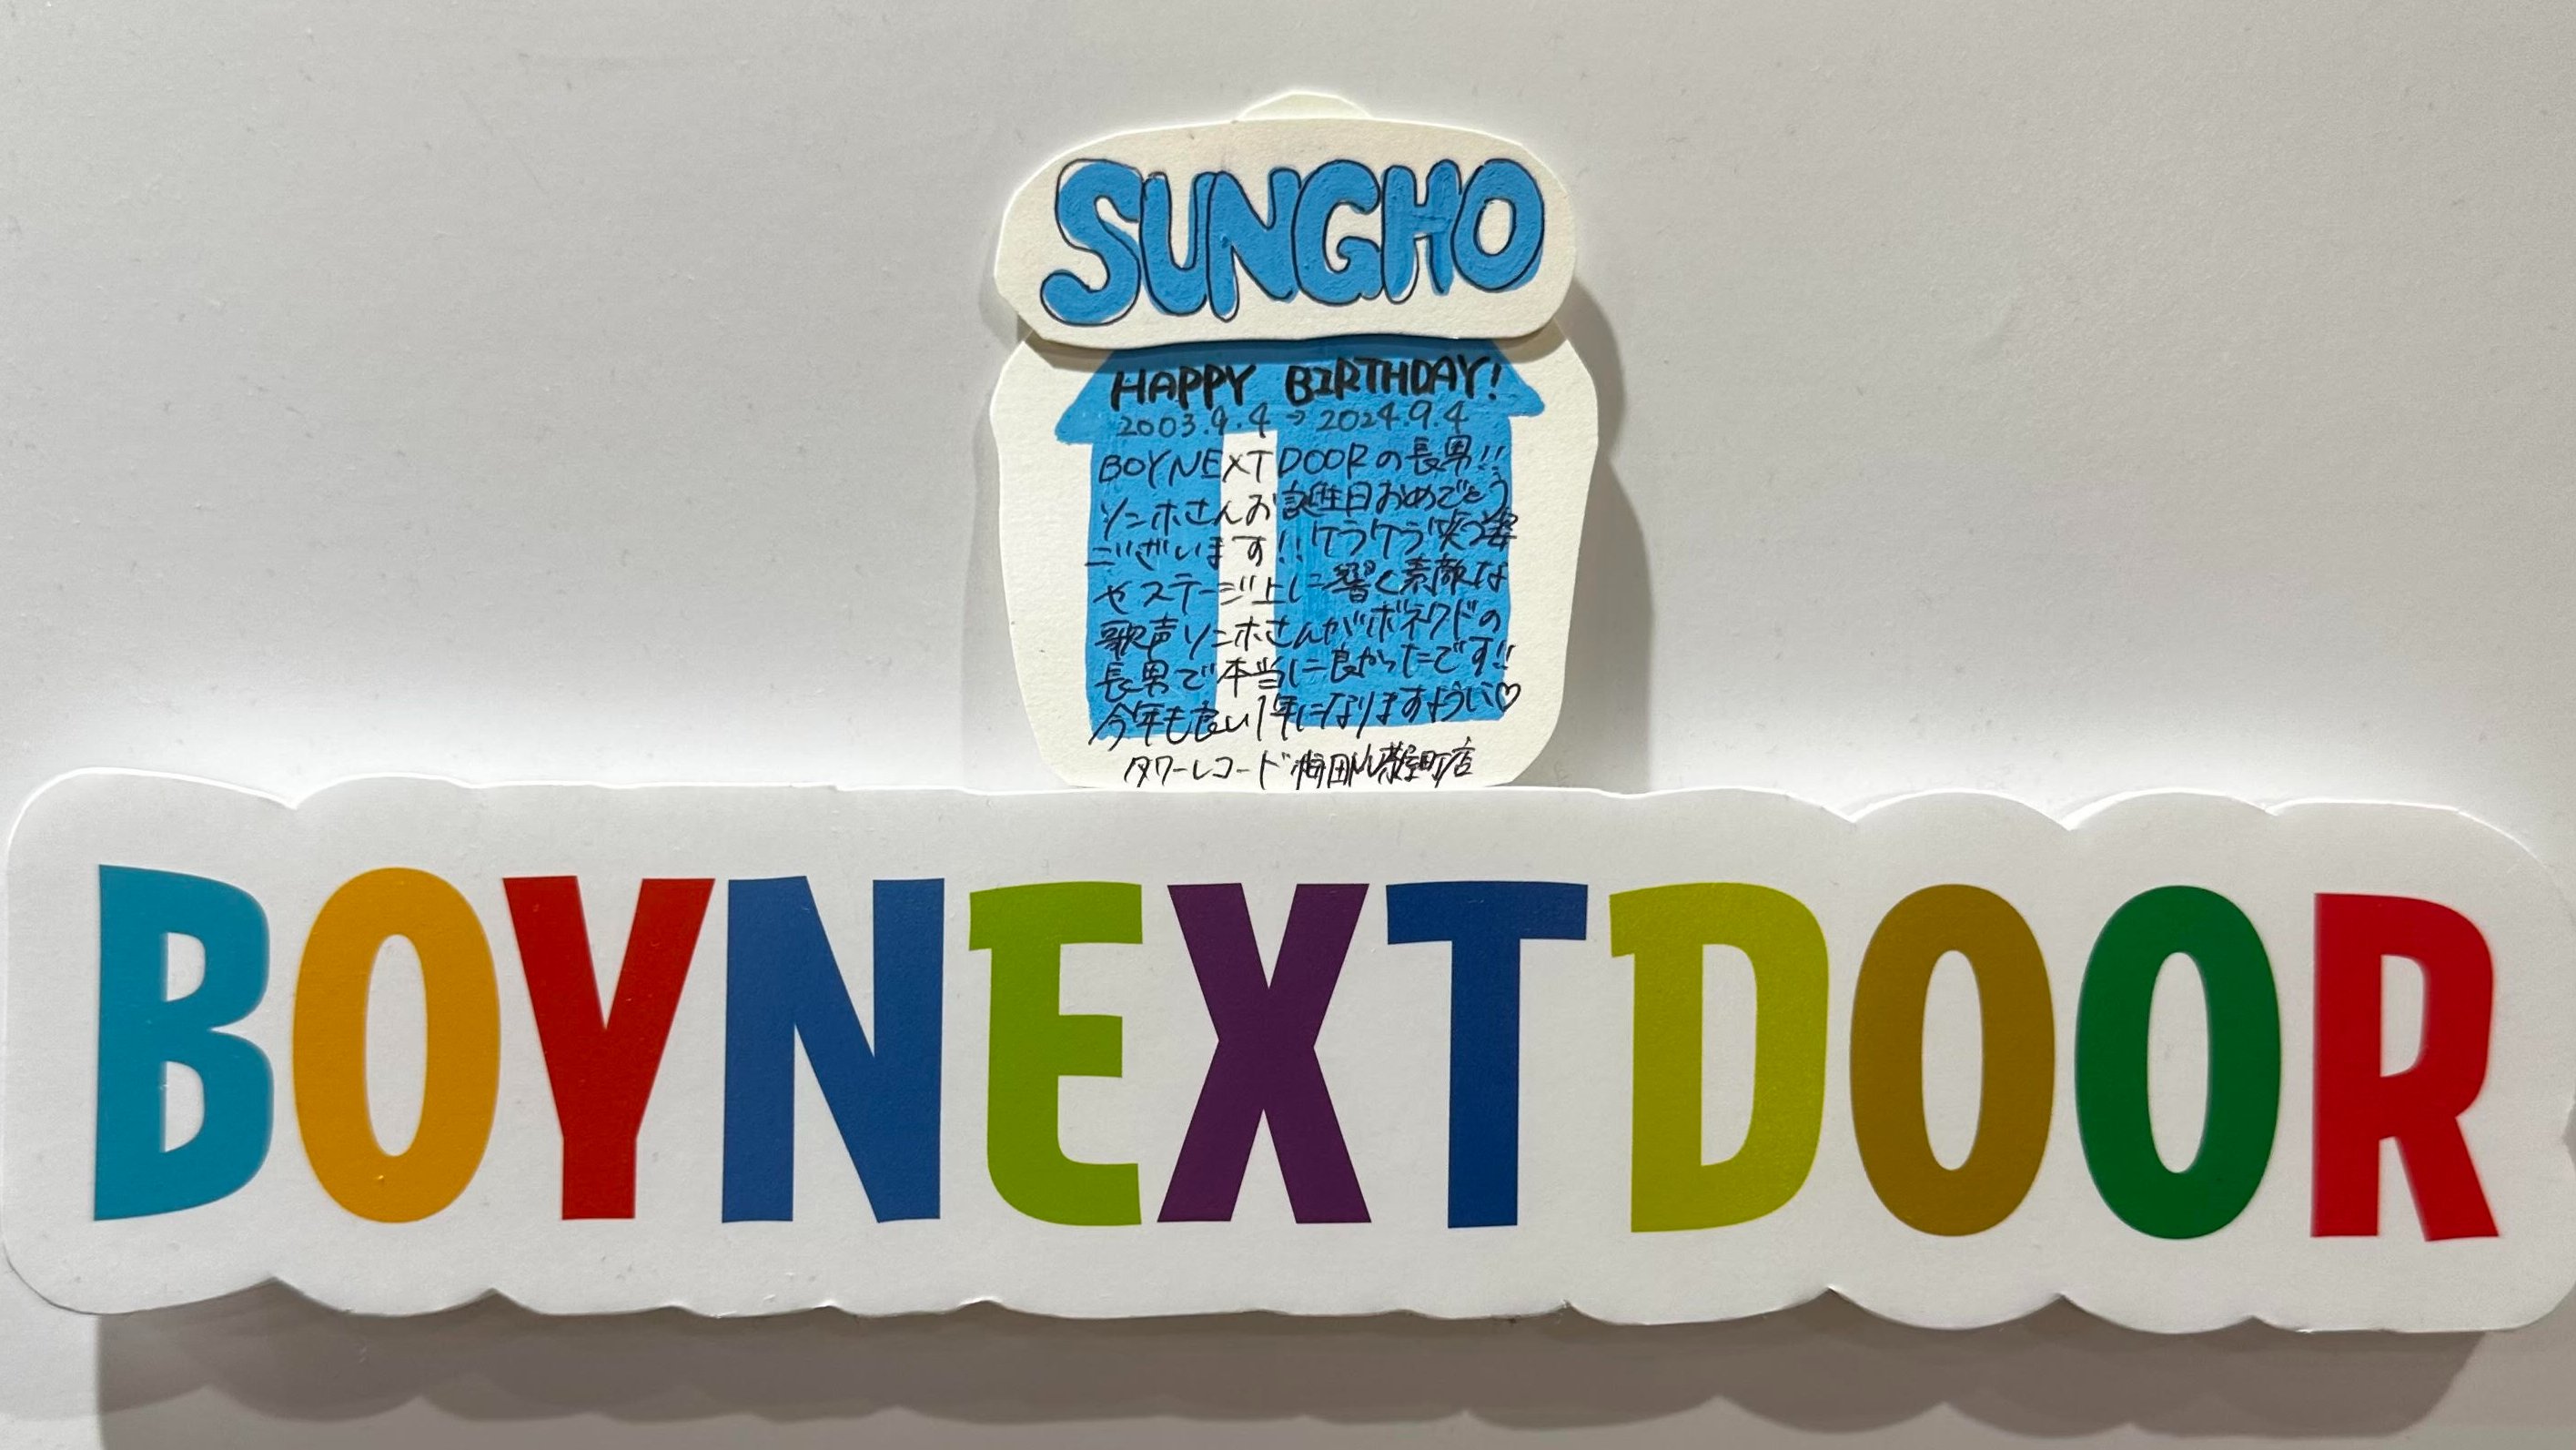 SUNGHO
HAPPY BIRTHDAY!
2003.9.4 → 2024.9.4
BOYNEXTDOORの長男!!
ソンホさんお誕生日おめでとう
ございます!!ケラケラ笑う姿
やステージ上に響く素敵な
歌声ソンホさんがボネクドの
長男で本当に良かったです!!
今年も良い1年になりますように♡
タワーレコード梅田NU茶屋町店
BOYNEXTDOOR